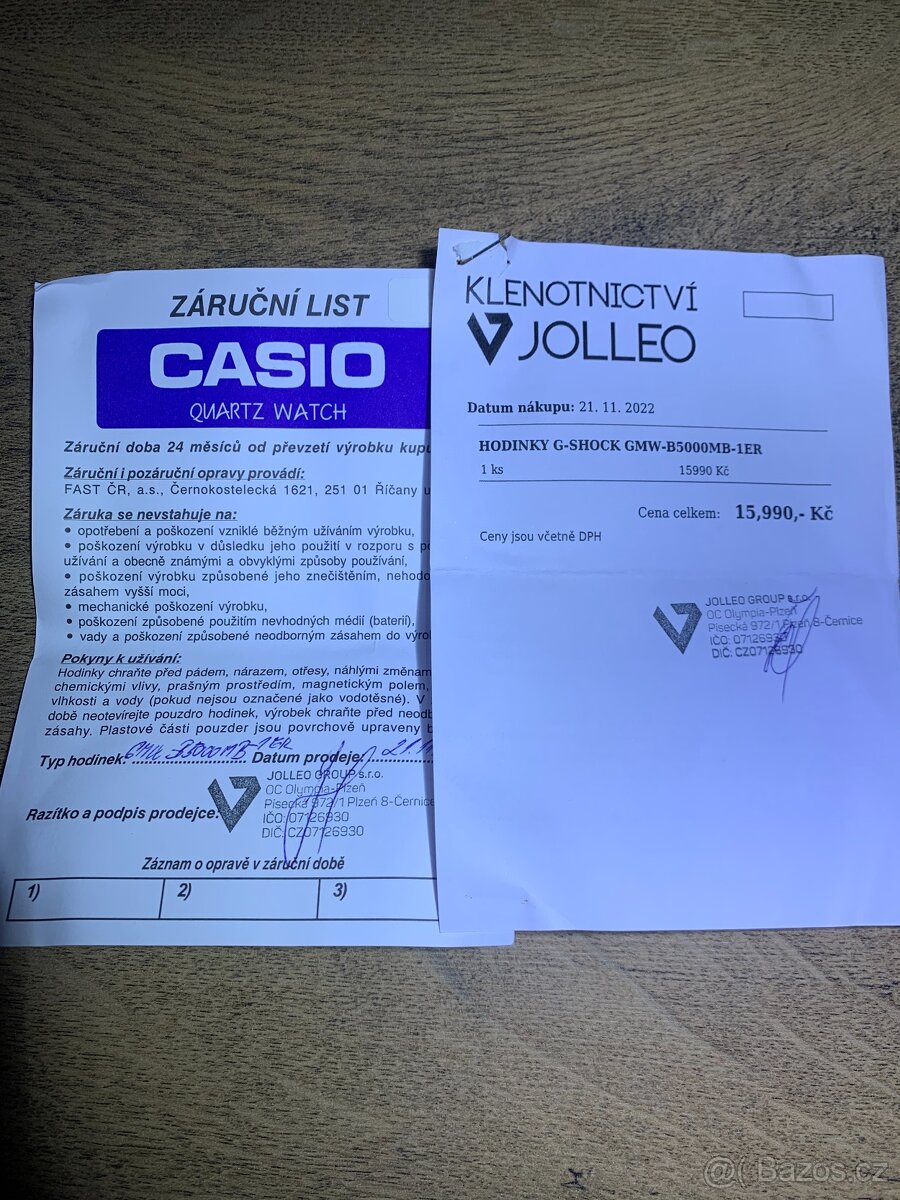 ZÁRUČNÍ LIST
CASIO
QUARTZ WATCH
Záruční doba 24 měsíců od převzetí výrobku
Záruční i pozáruční opravy provádí:
FAST ČR, a.s., Černokostelecká 1621, 251 01 Říčany u
Záruka se nevstahuje na:
• opotřebení a poškození vzniklé běžným užíváním výrobku,
• poškození výrobku v důsledku jeho použití v rozporu s
užívání a obecně známými a obvyklými způsoby používání,
• poškození výrobku způsobené jeho znečištěním,
zásahem vyšší moci,
• mechanické poškození výrobku,
• poškození způsobené použitím nevhodných médií (baterií),
• vady a poškození způsobené neodborným zásahem do
Pokyny k užívání:
Hodinky chraňte před pádem, nárazem, otřesy, náhlými
chemickými vlivy, prašným prostředím, magnetickým polem,
vlhkosti a vody (pokud nejsou označené jako vodotěsné). V
době neotevírejte pouzdro hodinek, výrobek chraňte před
zásahy. Plastové části pouzder jsou povrchově upraveny
Typ hodinek: GMW B5000MB-1ER Datum prodeje: 21.11
Razítko a podpis prodejce:
JOLLEO GROUP s.r.o.
OC Olympia-Plzeň
Písecká 972/1 Plzeň 8-Černice
IČO: 07126930
DIČ: CZ07126930
Záznam o opravě v záruční době
1) 2) 3)
KLENOTNICTVÍ
JOLLEO
Datum nákupu: 21. 11. 2022
HODINKY G-SHOCK GMW-B5000MB-1ER
1 ks 15990 Kč
Cena celkem: 15,990,- Kč
Ceny jsou včetně DPH
JOLLEO GROUP s.r.o.
OC Olympia-Plzeň
Písecká 972/1 Plzeň 8-Černice
IČO: 07126930
DIČ: CZ07126930
@( Bazos.cz